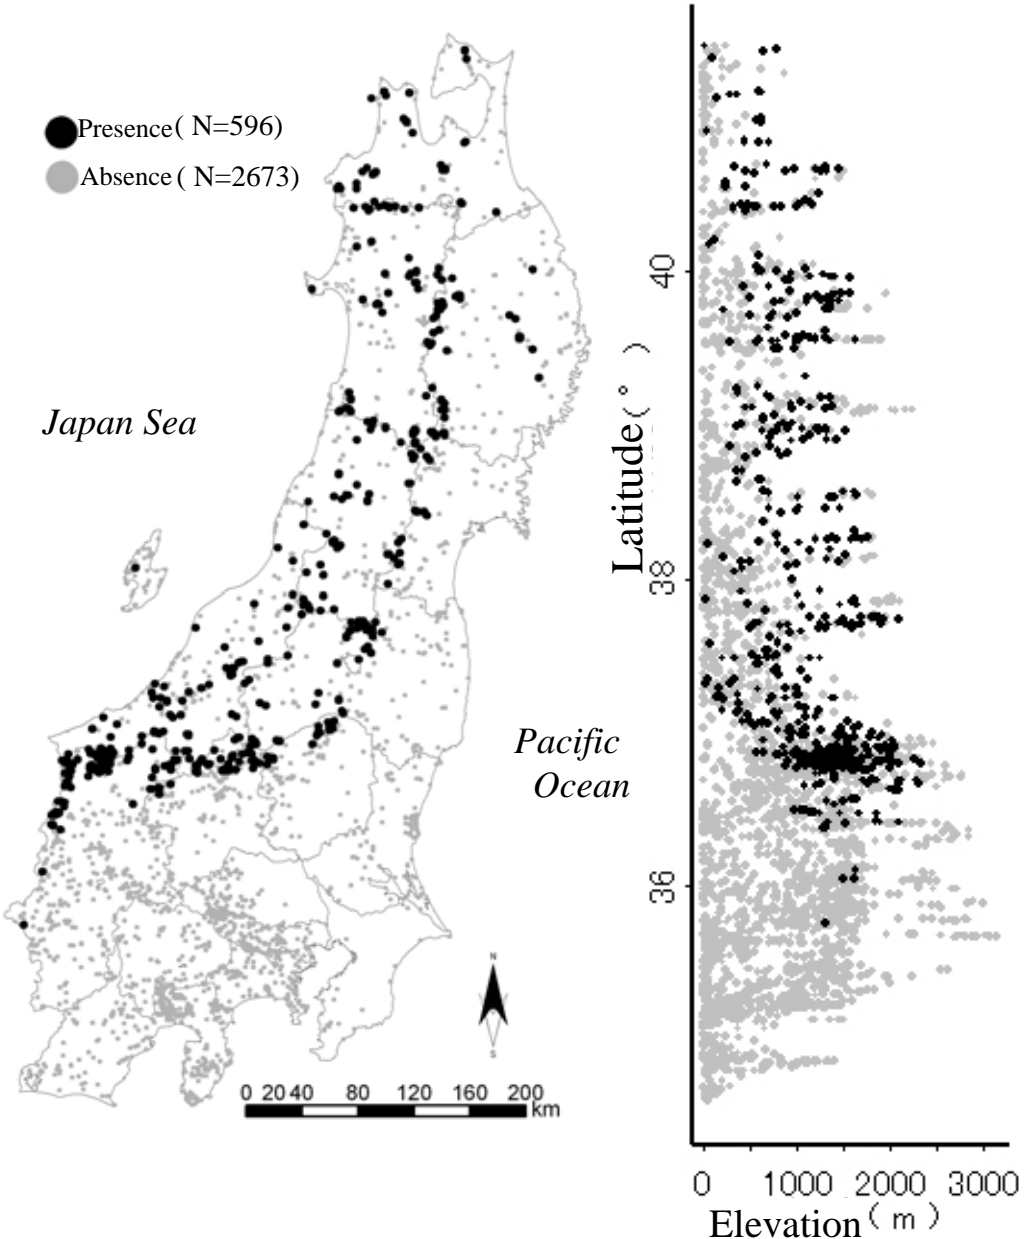 Presence ( N=596)
Absence ( N=2673)
Japan Sea
Pacific
Ocean
N
S
0 20 40 80 120 160 200
km
Latitude ( ° )
40
38
36
0 1000 2000 3000
Elevation ( m )